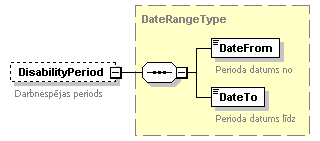 DateRangeType
DateFrom
Perioda datums no
DisabilityPeriod
Darbnespējas periods
DateTo
Perioda datums līdz